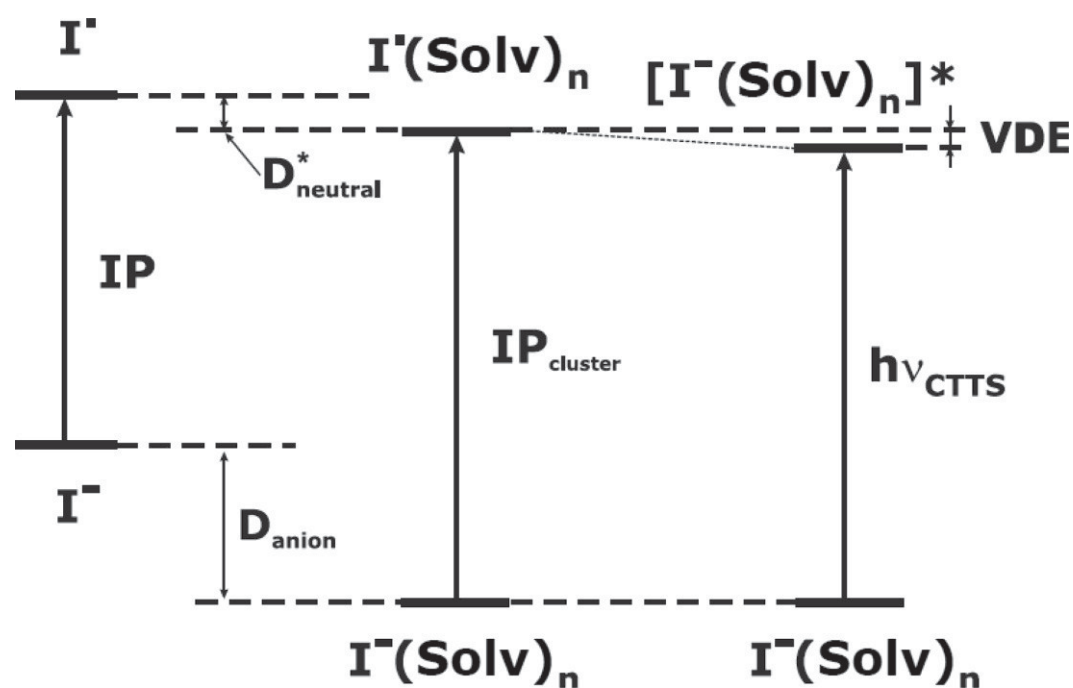 I•
I•(Solv)n
[I-(Solv)n]*
VDE
D*neutral
IP
IPcluster
hνCTTS
I-
Danion
I-(Solv)n
I-(Solv)n